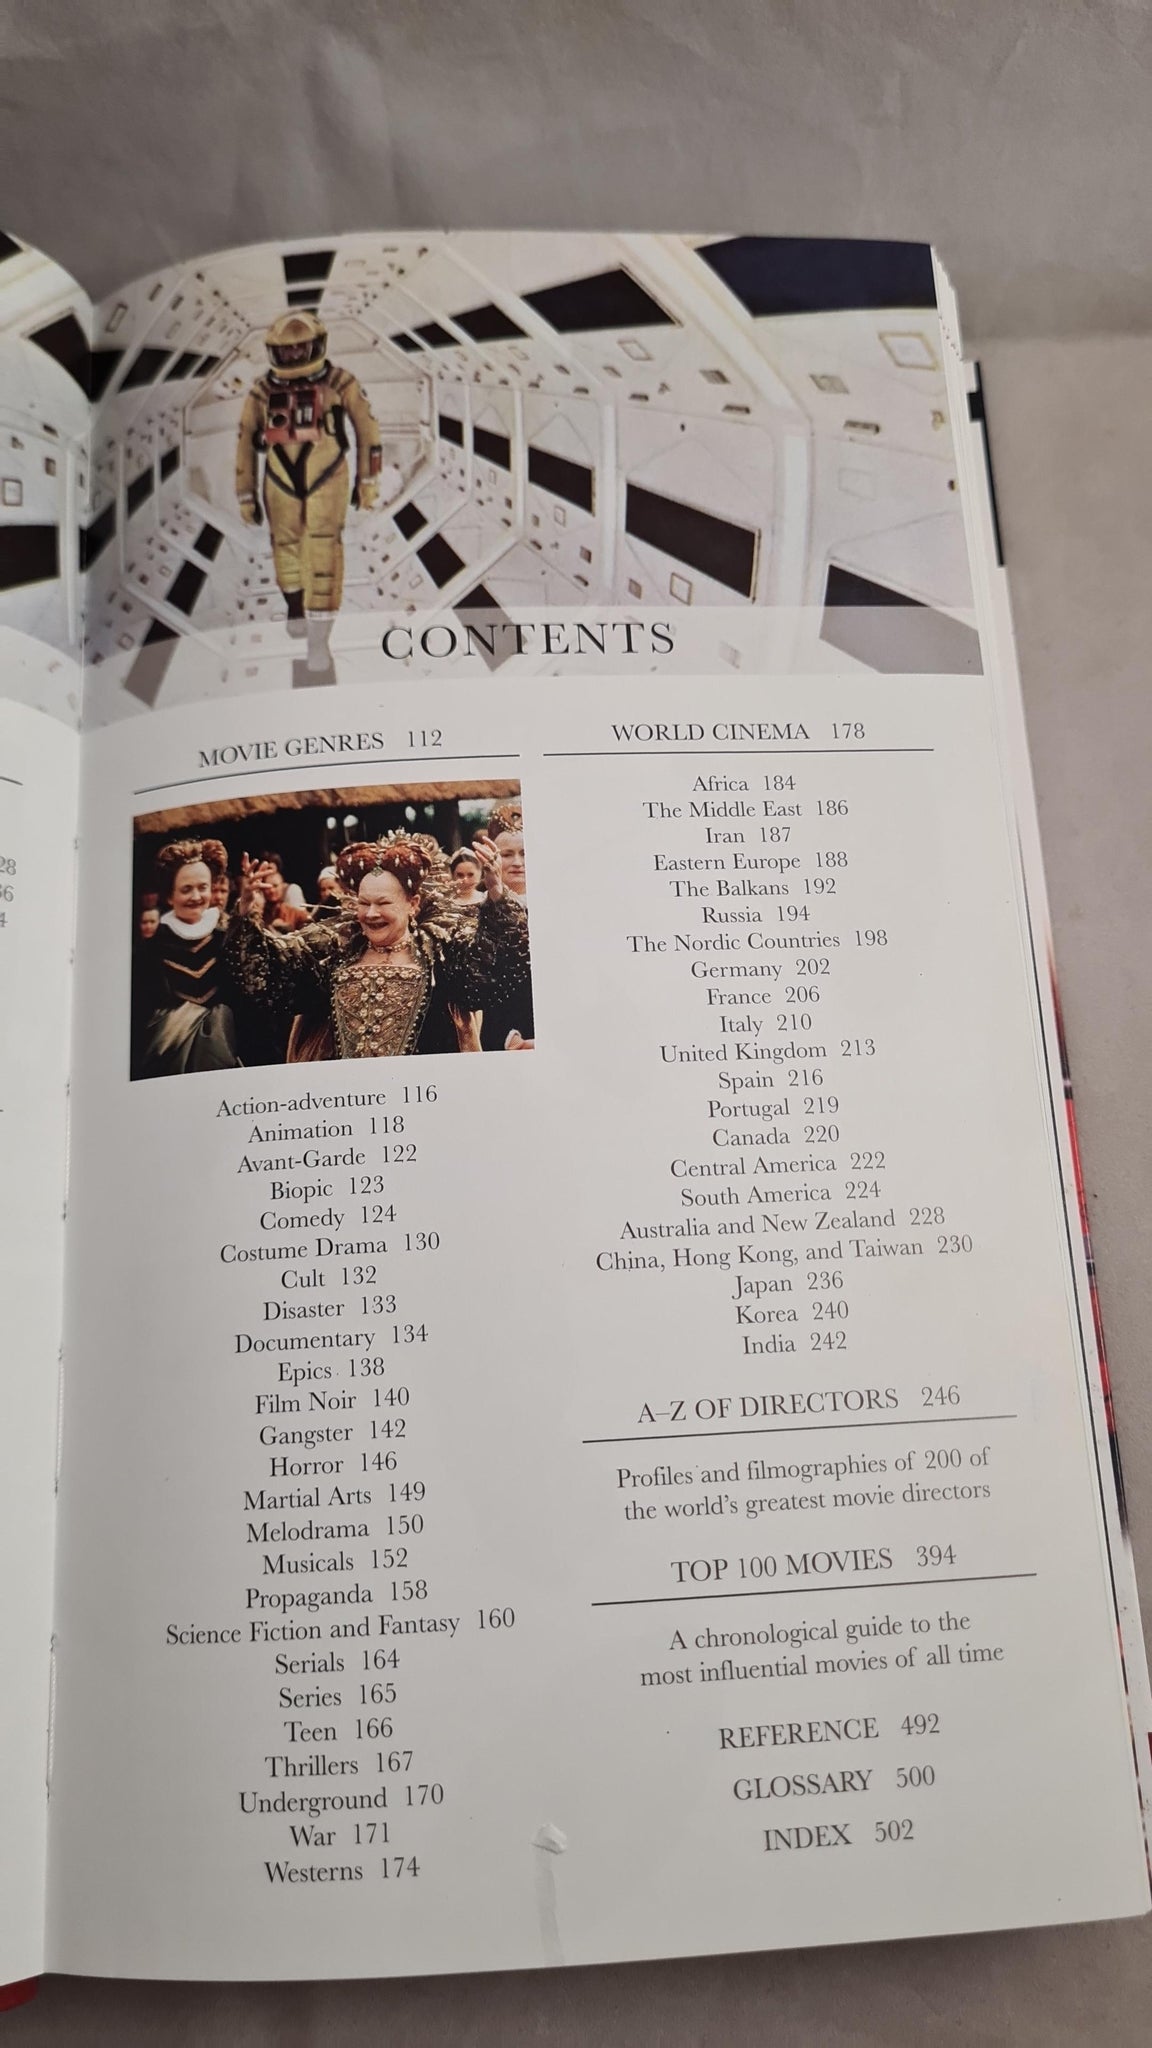 CONTENTS
MOVIE GENRES 112
Action-adventure 116
Animation 118
Avant-Garde 122
Biopic 123
Comedy 124
Costume Drama 130
Cult 132
Disaster 133
Documentary 134
Epics 138
Film Noir 140
Gangster 142
Horror 146
Martial Arts 149
Melodrama 150
Musicals 152
Propaganda 158
Science Fiction and Fantasy 160
Serials 164
Series 165
Teen 166
Thrillers 167
Underground 170
War 171
Westerns 174
WORLD CINEMA 178
Africa 184
The Middle East 186
Iran 187
Eastern Europe 188
The Balkans 192
Russia 194
The Nordic Countries 198
Germany 202
France 206
Italy 210
United Kingdom 213
Spain 216
Portugal 219
Canada 220
Central America 222
South America 224
Australia and New Zealand 228
China, Hong Kong, and Taiwan 230
Japan 236
Korea 240
India 242
A–Z OF DIRECTORS 246
Profiles and filmographies of 200 of
the world's greatest movie directors
TOP 100 MOVIES 394
A chronological guide to the
most influential movies of all time
REFERENCE 492
GLOSSARY 500
INDEX 502